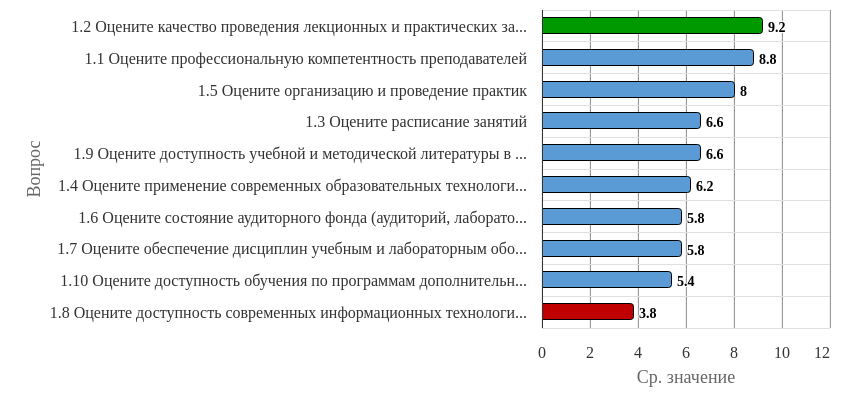 1.2 Оцените качество проведения лекционных и практических за... 9.2
1.1 Оцените профессиональную компетентность преподавателей 8.8
1.5 Оцените организацию и проведение практик 8
1.3 Оцените расписание занятий 6.6
1.9 Оцените доступность учебной и методической литературы в ... 6.6
1.4 Оцените применение современных образовательных технологи... 6.2
1.6 Оцените состояние аудиторного фонда (аудиторий, лаборато... 5.8
1.7 Оцените обеспечение дисциплин учебным и лабораторным обо... 5.8
1.10 Оцените доступность обучения по программам дополнительн... 5.4
1.8 Оцените доступность современных информационных технологи... 3.8
Вопрос
0 2 4 6 8 10 12
Ср. значение